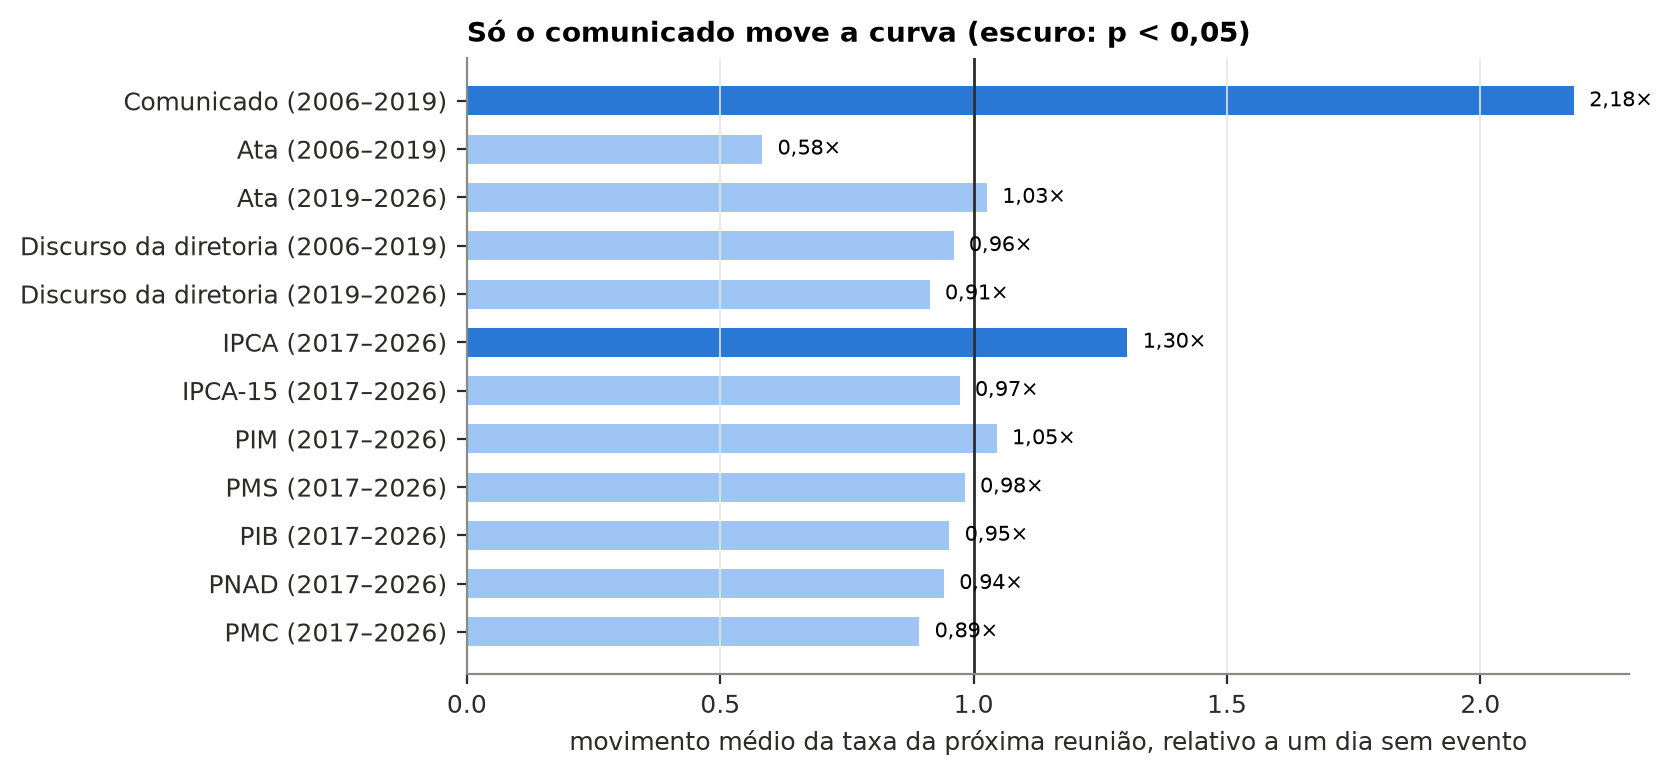 Só o comunicado move a curva (escuro: p < 0,05)
Comunicado (2006–2019) 2,18×
Ata (2006–2019) 0,58×
Ata (2019–2026) 1,03×
Discurso da diretoria (2006–2019) 0,96×
Discurso da diretoria (2019–2026) 0,91×
IPCA (2017–2026) 1,30×
IPCA-15 (2017–2026) 0,97×
PIM (2017–2026) 1,05×
PMS (2017–2026) 0,98×
PIB (2017–2026) 0,95×
PNAD (2017–2026) 0,94×
PMC (2017–2026) 0,89×
0.0 0.5 1.0 1.5 2.0
movimento médio da taxa da próxima reunião, relativo a um dia sem evento